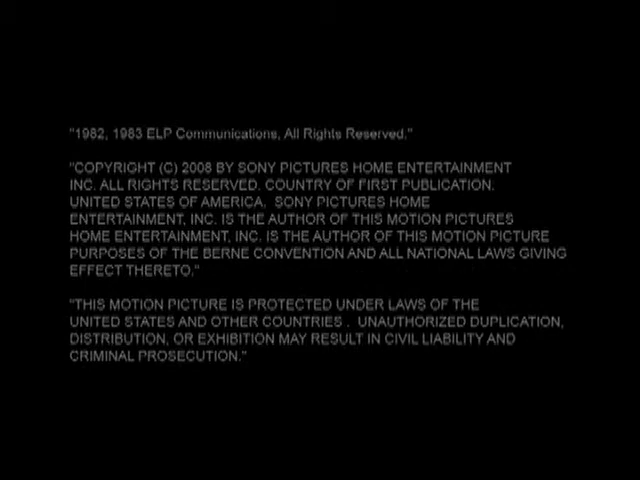 "1982, 1983 ELP Communications, All Rights Reserved."
"COPYRIGHT (C) 2008 BY SONY PICTURES HOME ENTERTAINMENT
INC. ALL RIGHTS RESERVED. COUNTRY OF FIRST PUBLICATION.
UNITED STATES OF AMERICA.  SONY PICTURES HOME
ENTERTAINMENT, INC. IS THE AUTHOR OF THIS MOTION PICTURES
HOME ENTERTAINMENT, INC. IS THE AUTHOR OF THIS MOTION PICTURE
PURPOSES OF THE BERNE CONVENTION AND ALL NATIONAL LAWS GIVING
EFFECT THERETO."
"THIS MOTION PICTURE IS PROTECTED UNDER LAWS OF THE
UNITED STATES AND OTHER COUNTRIES .  UNAUTHORIZED DUPLICATION,
DISTRIBUTION, OR EXHIBITION MAY RESULT IN CIVIL LIABILITY AND
CRIMINAL PROSECUTION."